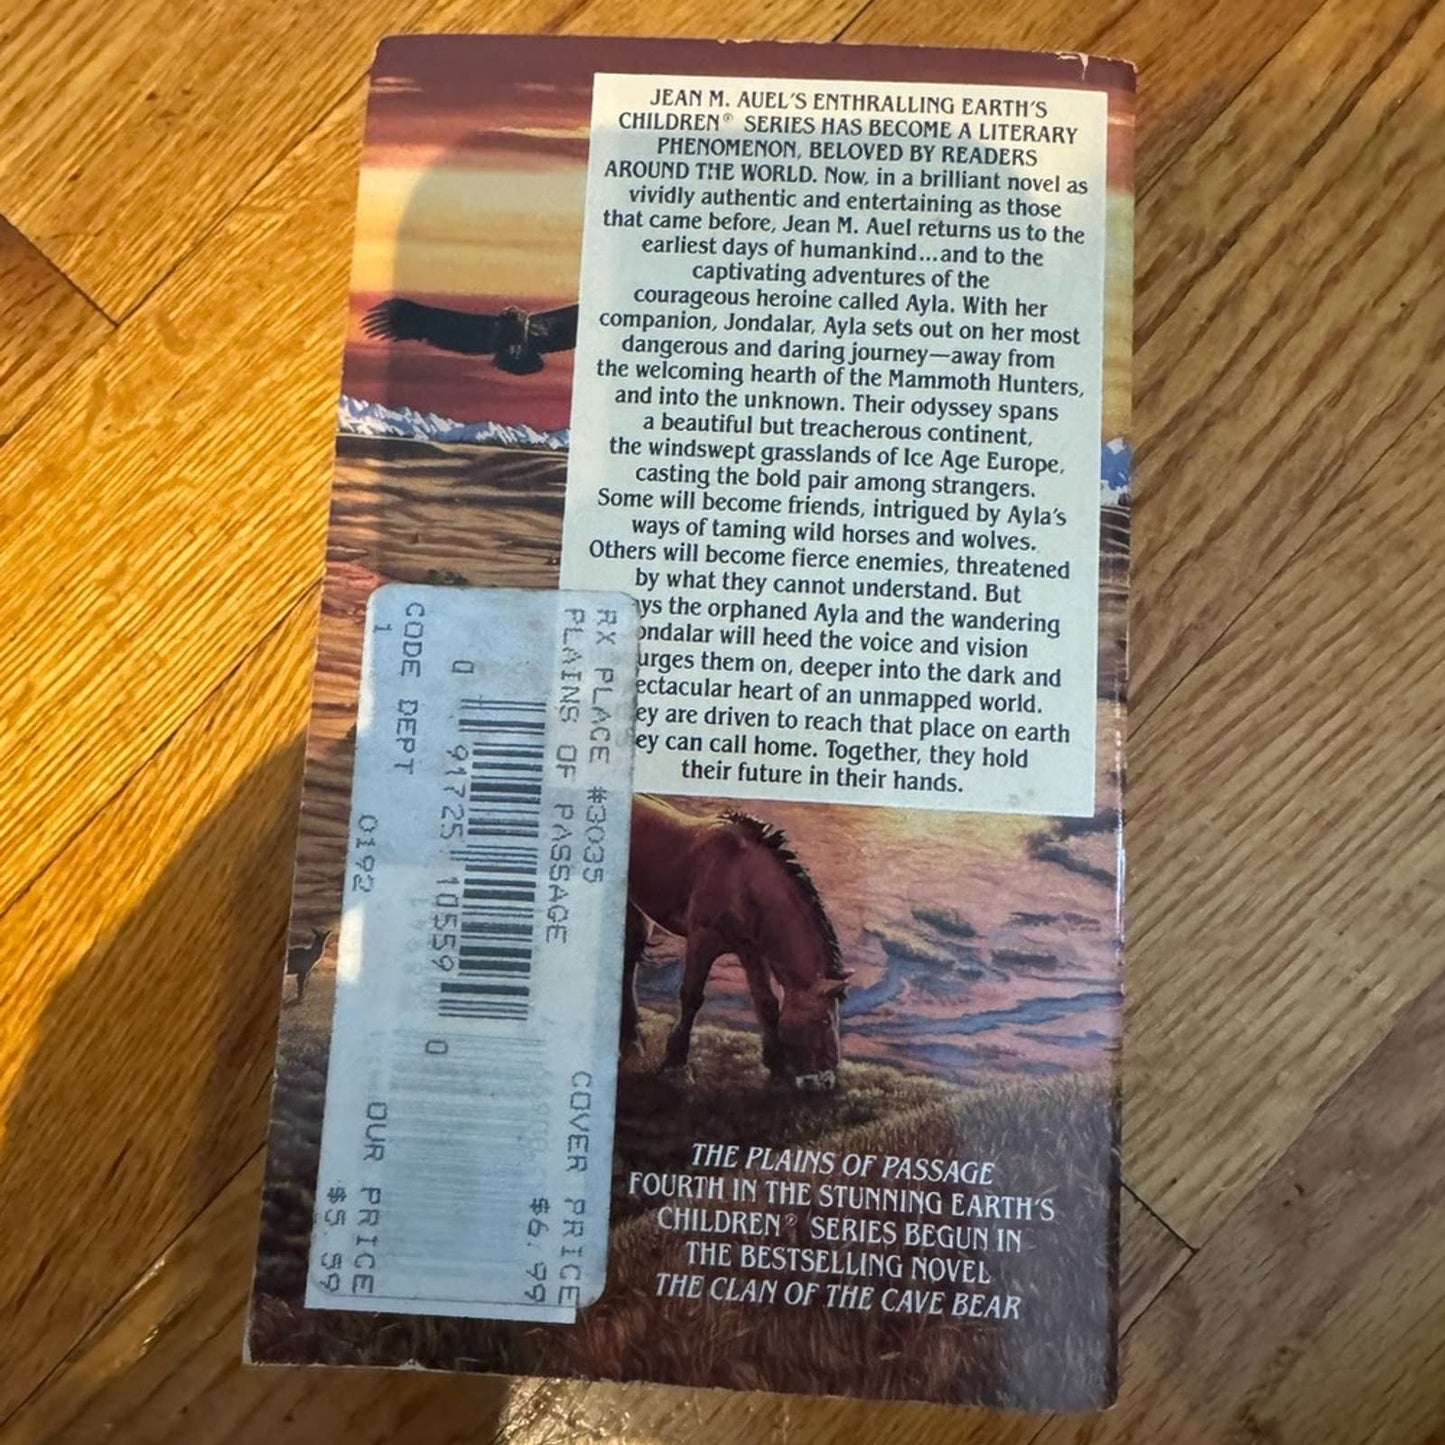 JEAN M. AUEL'S ENTHRALLING EARTH'S
CHILDREN® SERIES HAS BECOME A LITERARY
PHENOMENON, BELOVED BY READERS
AROUND THE WORLD. Now, in a brilliant novel as
vividly authentic and entertaining as those
that came before, Jean M. Auel returns us to the
earliest days of humankind...and to the
captivating adventures of the
courageous heroine called Ayla. With her
companion, Jondalar, Ayla sets out on her most
dangerous and daring journey—away from
the welcoming hearth of the Mammoth Hunters,
and into the unknown. Their odyssey spans
a beautiful but treacherous continent,
the windswept grasslands of Ice Age Europe,
casting the bold pair among strangers.
Some will become friends, intrigued by Ayla's
ways of taming wild horses and wolves.
Others will become fierce enemies, threatened
by what they cannot understand. But
ys the orphaned Ayla and the wandering
ondalar will heed the voice and vision
urges them on, deeper into the dark and
ectacular heart of an unmapped world.
ey are driven to reach that place on earth
ey can call home. Together, they hold
their future in their hands.
RX PLACE #3035
PLAINS OF PASSAGE
0 91725 10559 0
CODE DEPT
1 0192
COVER PRICE
$6.99
OUR PRICE
$5.59
THE PLAINS OF PASSAGE
FOURTH IN THE STUNNING EARTH'S
CHILDREN® SERIES BEGUN IN
THE BESTSELLING NOVEL
THE CLAN OF THE CAVE BEAR